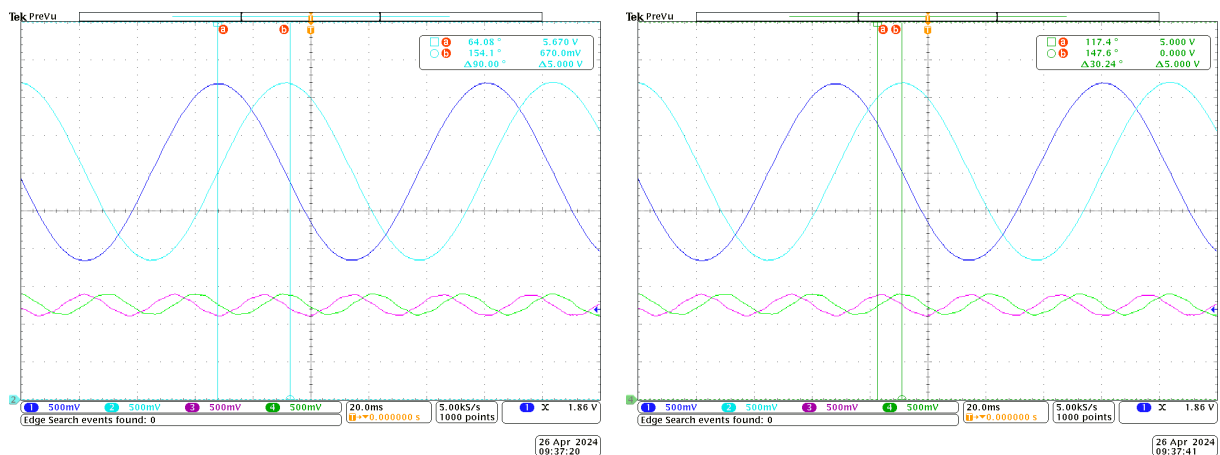 Tek PreVu
T
a b T
a 64.08 ° 5.670 V
b 154.1 ° 670.0mV
Δ90.00 ° Δ5.000 V
2
1 500mV 2 500mV 3 500mV 4 500mV
20.0ms
T→▼0.000000 s
5.00kS/s
1000 points
1 1.86 V
Edge Search events found: 0
26 Apr 2024
09:37:20
Tek PreVu
T
a b T
a 117.4 ° 5.000 V
b 147.6 ° 0.000 V
Δ30.24 ° Δ5.000 V
4
1 500mV 2 500mV 3 500mV 4 500mV
20.0ms
T→▼0.000000 s
5.00kS/s
1000 points
1 1.86 V
Edge Search events found: 0
26 Apr 2024
09:37:41